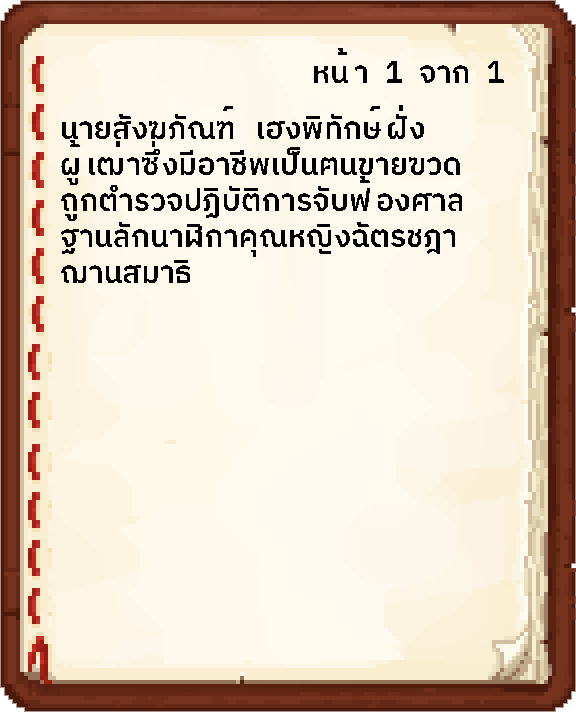 หน้า 1 จาก 1
นายสังฆภัณฑ์ เฮงพิทักษ์ฝั่ง
ผู้เฒ่าซึ่งมีอาชีพเป็นฅนขายฃวด
ถูกตำรวจปฏิบัติการจับฟ้องศาล
ฐานลักนาฬิกาคุณหญิงฉัตรชฎา
ฌานสมาธิ